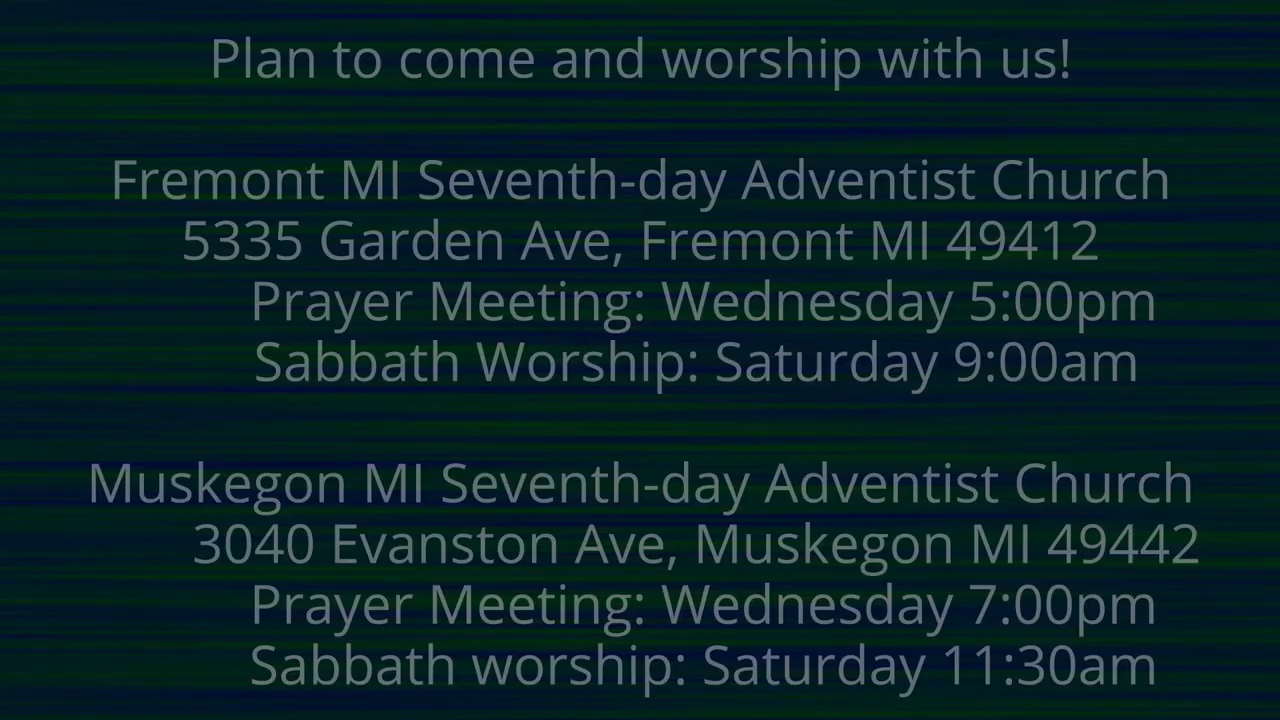 Plan to come and worship with us!
Fremont MI Seventh-day Adventist Church
5335 Garden Ave, Fremont MI 49412
Prayer Meeting: Wednesday 5:00pm
Sabbath Worship: Saturday 9:00am
Muskegon MI Seventh-day Adventist Church
3040 Evanston Ave, Muskegon MI 49442
Prayer Meeting: Wednesday 7:00pm
Sabbath worship: Saturday 11:30am